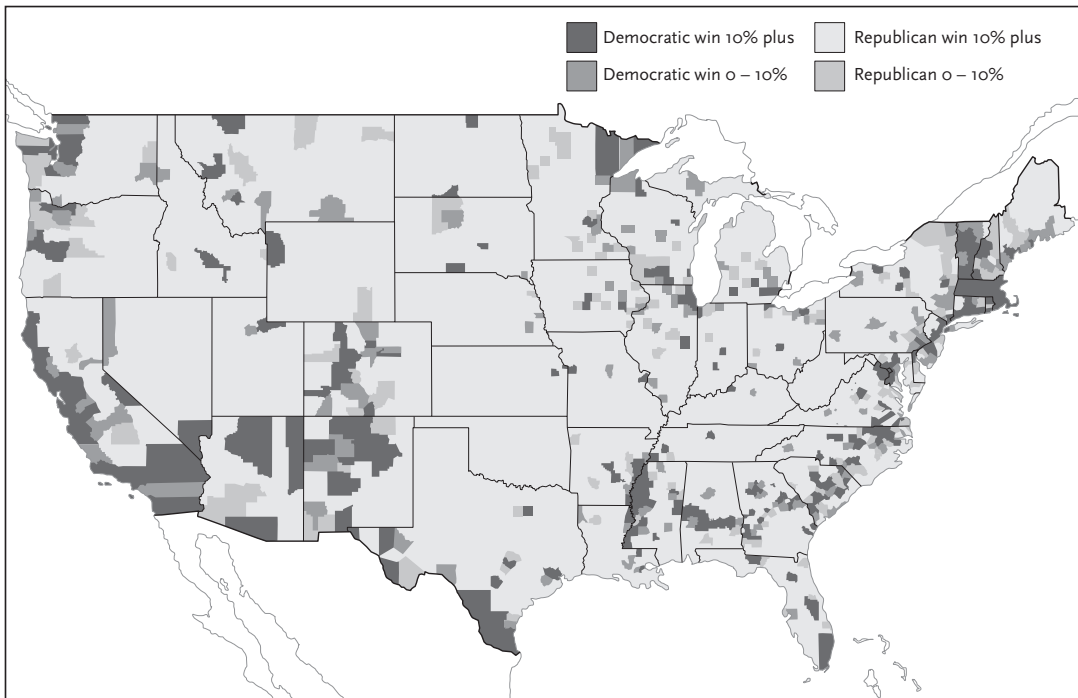 Democratic win 10% plus
Republican win 10% plus
Democratic win 0 – 10%
Republican 0 – 10%